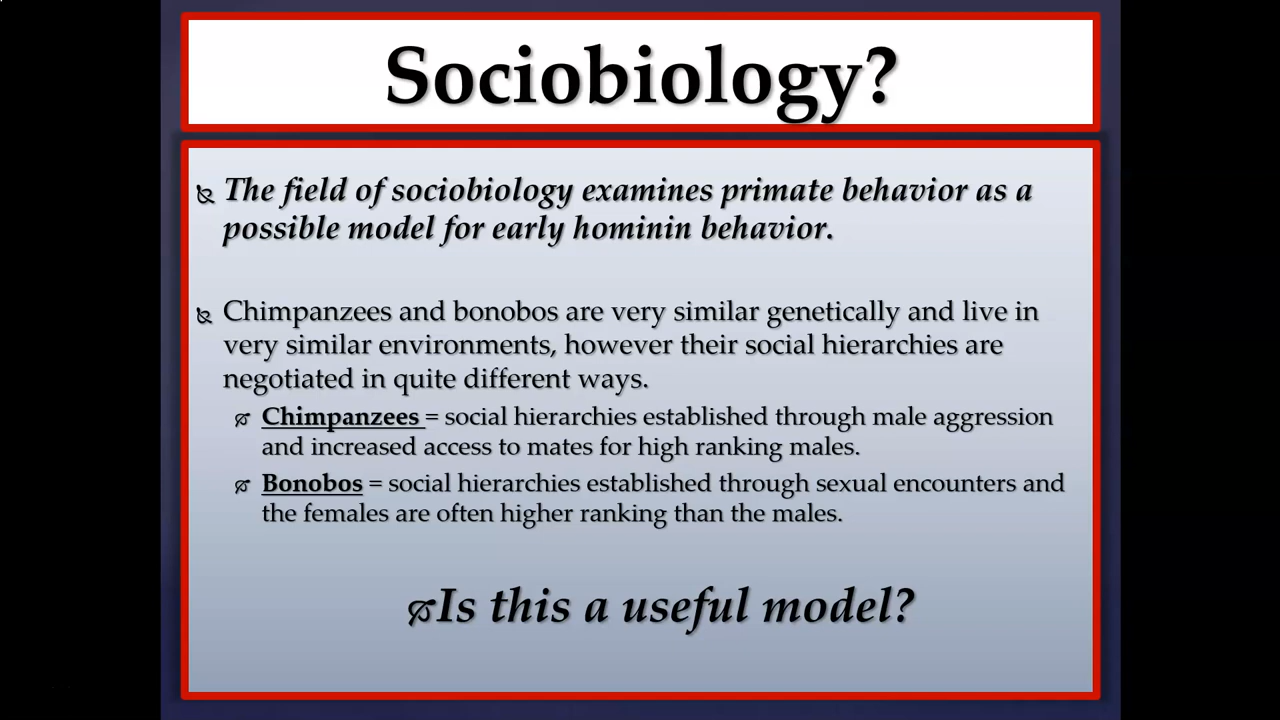 Sociobiology?
The field of sociobiology examines primate behavior as a
possible model for early hominin behavior.
Chimpanzees and bonobos are very similar genetically and live in
very similar environments, however their social hierarchies are
negotiated in quite different ways.
Chimpanzees = social hierarchies established through male aggression
and increased access to mates for high ranking males.
Bonobos = social hierarchies established through sexual encounters and
the females are often higher ranking than the males.
Is this a useful model?